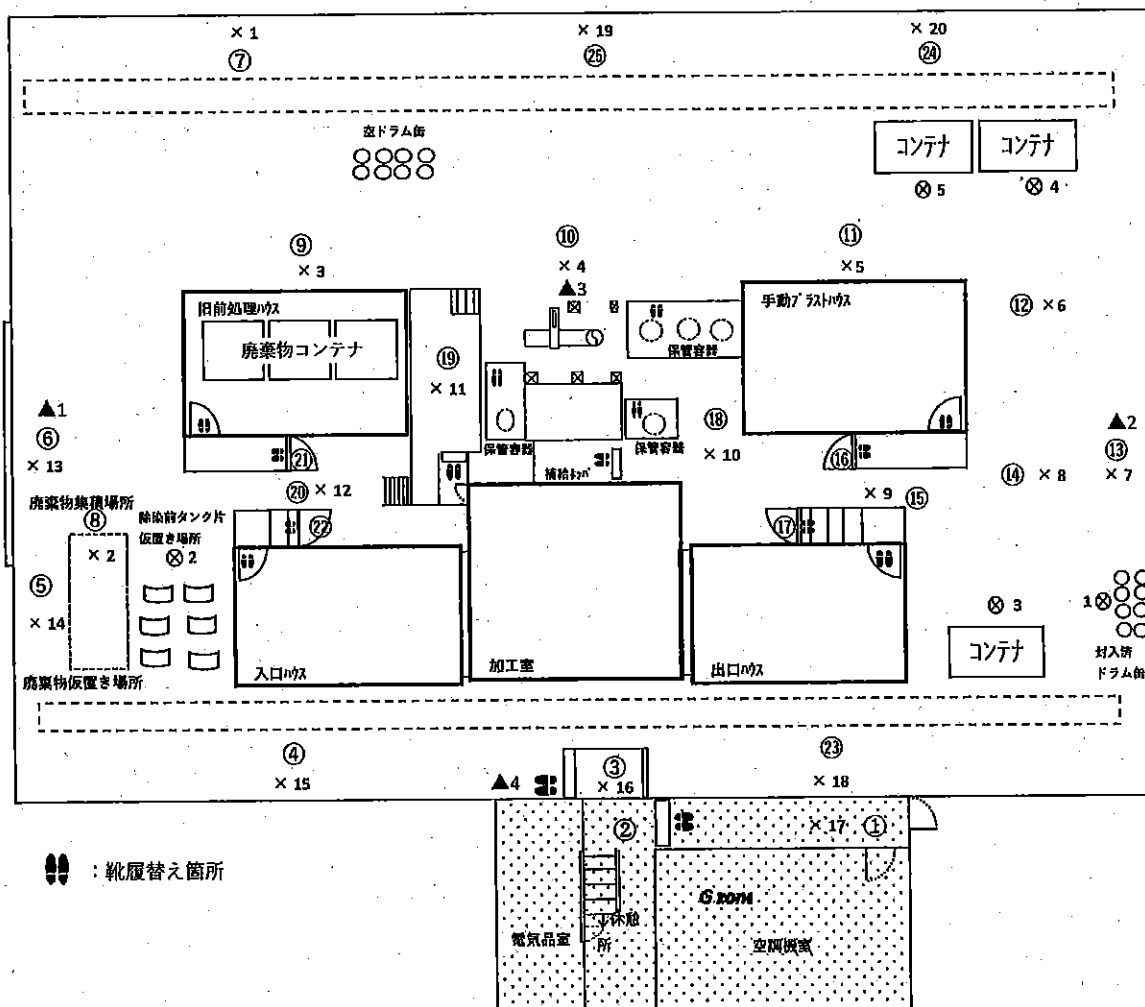 × 1
⑦
× 19
㉕
× 20
㉔
空ドラム缶
コンテナ
コンテナ
⊗ 5
⊗ 4
⑨
× 3
⑩
× 4
▲3
⑪
× 5
旧前処理ハウス
廃棄物コンテナ
手動ブラストハウス
⑫ × 6
保管容器
⑲
× 11
▲1
⑥
× 13
▲2
⑬
× 7
⑱
× 10
保管容器
保管容器
㉑
⑯
⑭ × 8
⑳ × 12
× 9 ⑮
廃棄物集積場所
⑧
× 2
除染前タンク片
仮置き場所
⊗ 2
㉒
⑰
⑤
× 14
⊗ 3
1 ⊗
コンテナ
封入済
ドラム缶
廃棄物仮置き場所
入口ハウス
加工室
出口ハウス
④
× 15
▲4
③
× 16
㉓
× 18
②
× 17 ①
：靴履替え箇所
G zone
休憩
所
電気品室
空調機室